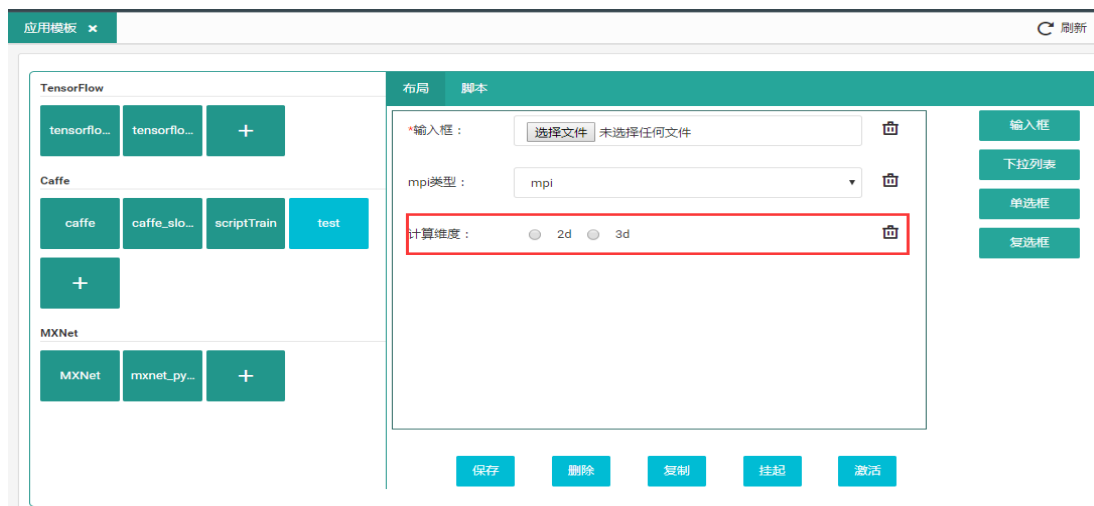 应用模板 ×
刷新
TensorFlow
tensorflo... tensorflo... +
Caffe
caffe caffe_slo... scriptTrain test
+
MXNet
MXNet mxnet_py... +
布局 脚本
*输入框： 选择文件 未选择任何文件
mpi类型： mpi
计算维度： 2d 3d
输入框
下拉列表
单选框
复选框
保存 删除 复制 挂起 激活